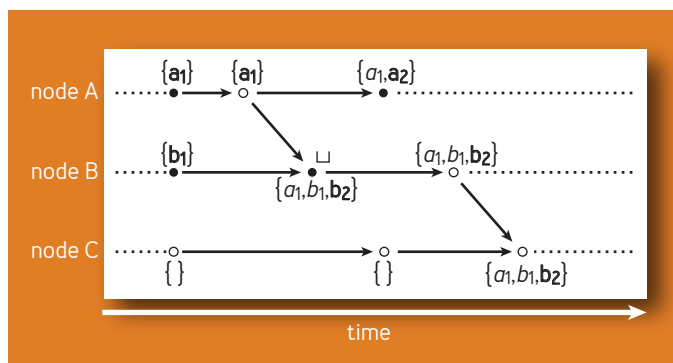 {a1} {a1} {a1,a2}
node A
{b1} ⊔ {a1,b1,b2}
node B
{a1,b1,b2}
node C
{ } { } {a1,b1,b2}
time